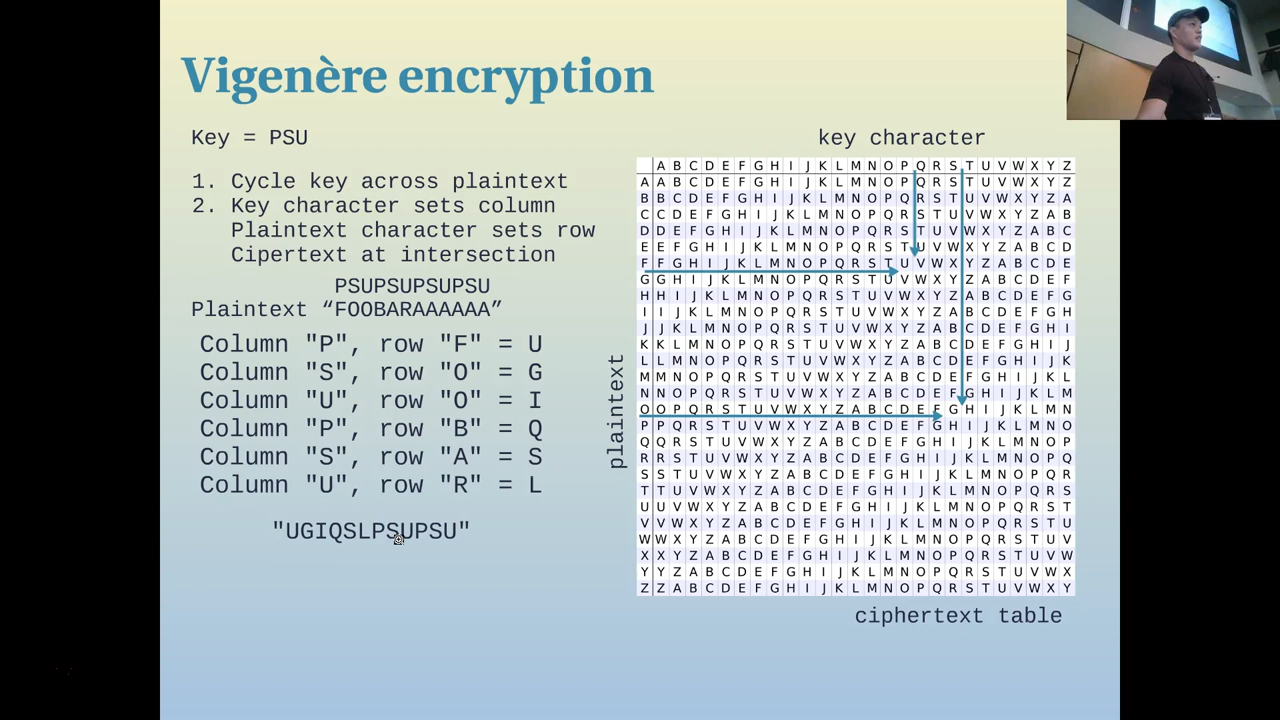 Vigenère encryption
Key = PSU
1. Cycle key across plaintext
2. Key character sets column
Plaintext character sets row
Cipertext at intersection
PSUPSUPSUPSU
Plaintext “FOOBARAAAAAA”
Column "P", row "F" = U
Column "S", row "O" = G
Column "U", row "O" = I
Column "P", row "B" = Q
Column "S", row "A" = S
Column "U", row "R" = L
"UGIQSLPSUPSU"
key character
plaintext
A B C D E F G H I J K L M N O P Q R S T U V W X Y Z
A A B C D E F G H I J K L M N O P Q R S T U V W X Y Z
B B C D E F G H I J K L M N O P Q R S T U V W X Y Z A
C C D E F G H I J K L M N O P Q R S T U V W X Y Z A B
D D E F G H I J K L M N O P Q R S T U V W X Y Z A B C
E E F G H I J K L M N O P Q R S T U V W X Y Z A B C D
F F G H I J K L M N O P Q R S T U V W X Y Z A B C D E
G G H I J K L M N O P Q R S T U V W X Y Z A B C D E F
H H I J K L M N O P Q R S T U V W X Y Z A B C D E F G
I I J K L M N O P Q R S T U V W X Y Z A B C D E F G H
J J K L M N O P Q R S T U V W X Y Z A B C D E F G H I
K K L M N O P Q R S T U V W X Y Z A B C D E F G H I J
L L M N O P Q R S T U V W X Y Z A B C D E F G H I J K
M M N O P Q R S T U V W X Y Z A B C D E F G H I J K L
N N O P Q R S T U V W X Y Z A B C D E F G H I J K L M
O O P Q R S T U V W X Y Z A B C D E F G H I J K L M N
P P Q R S T U V W X Y Z A B C D E F G H I J K L M N O
Q Q R S T U V W X Y Z A B C D E F G H I J K L M N O P
R R S T U V W X Y Z A B C D E F G H I J K L M N O P Q
S S T U V W X Y Z A B C D E F G H I J K L M N O P Q R
T T U V W X Y Z A B C D E F G H I J K L M N O P Q R S
U U V W X Y Z A B C D E F G H I J K L M N O P Q R S T
V V W X Y Z A B C D E F G H I J K L M N O P Q R S T U
W W X Y Z A B C D E F G H I J K L M N O P Q R S T U V
X X Y Z A B C D E F G H I J K L M N O P Q R S T U V W
Y Y Z A B C D E F G H I J K L M N O P Q R S T U V W X
Z Z A B C D E F G H I J K L M N O P Q R S T U V W X Y
ciphertext table